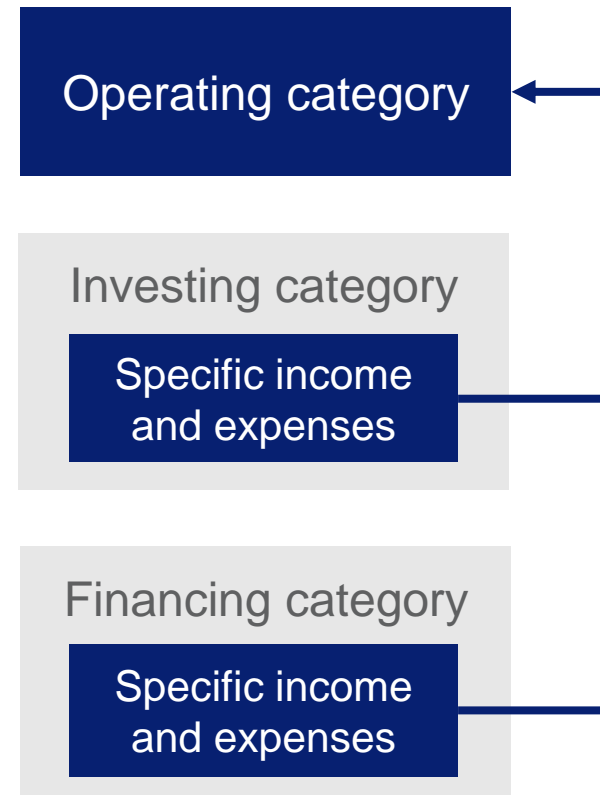 Operating category
Investing category
Specific income
and expenses
Financing category
Specific income
and expenses